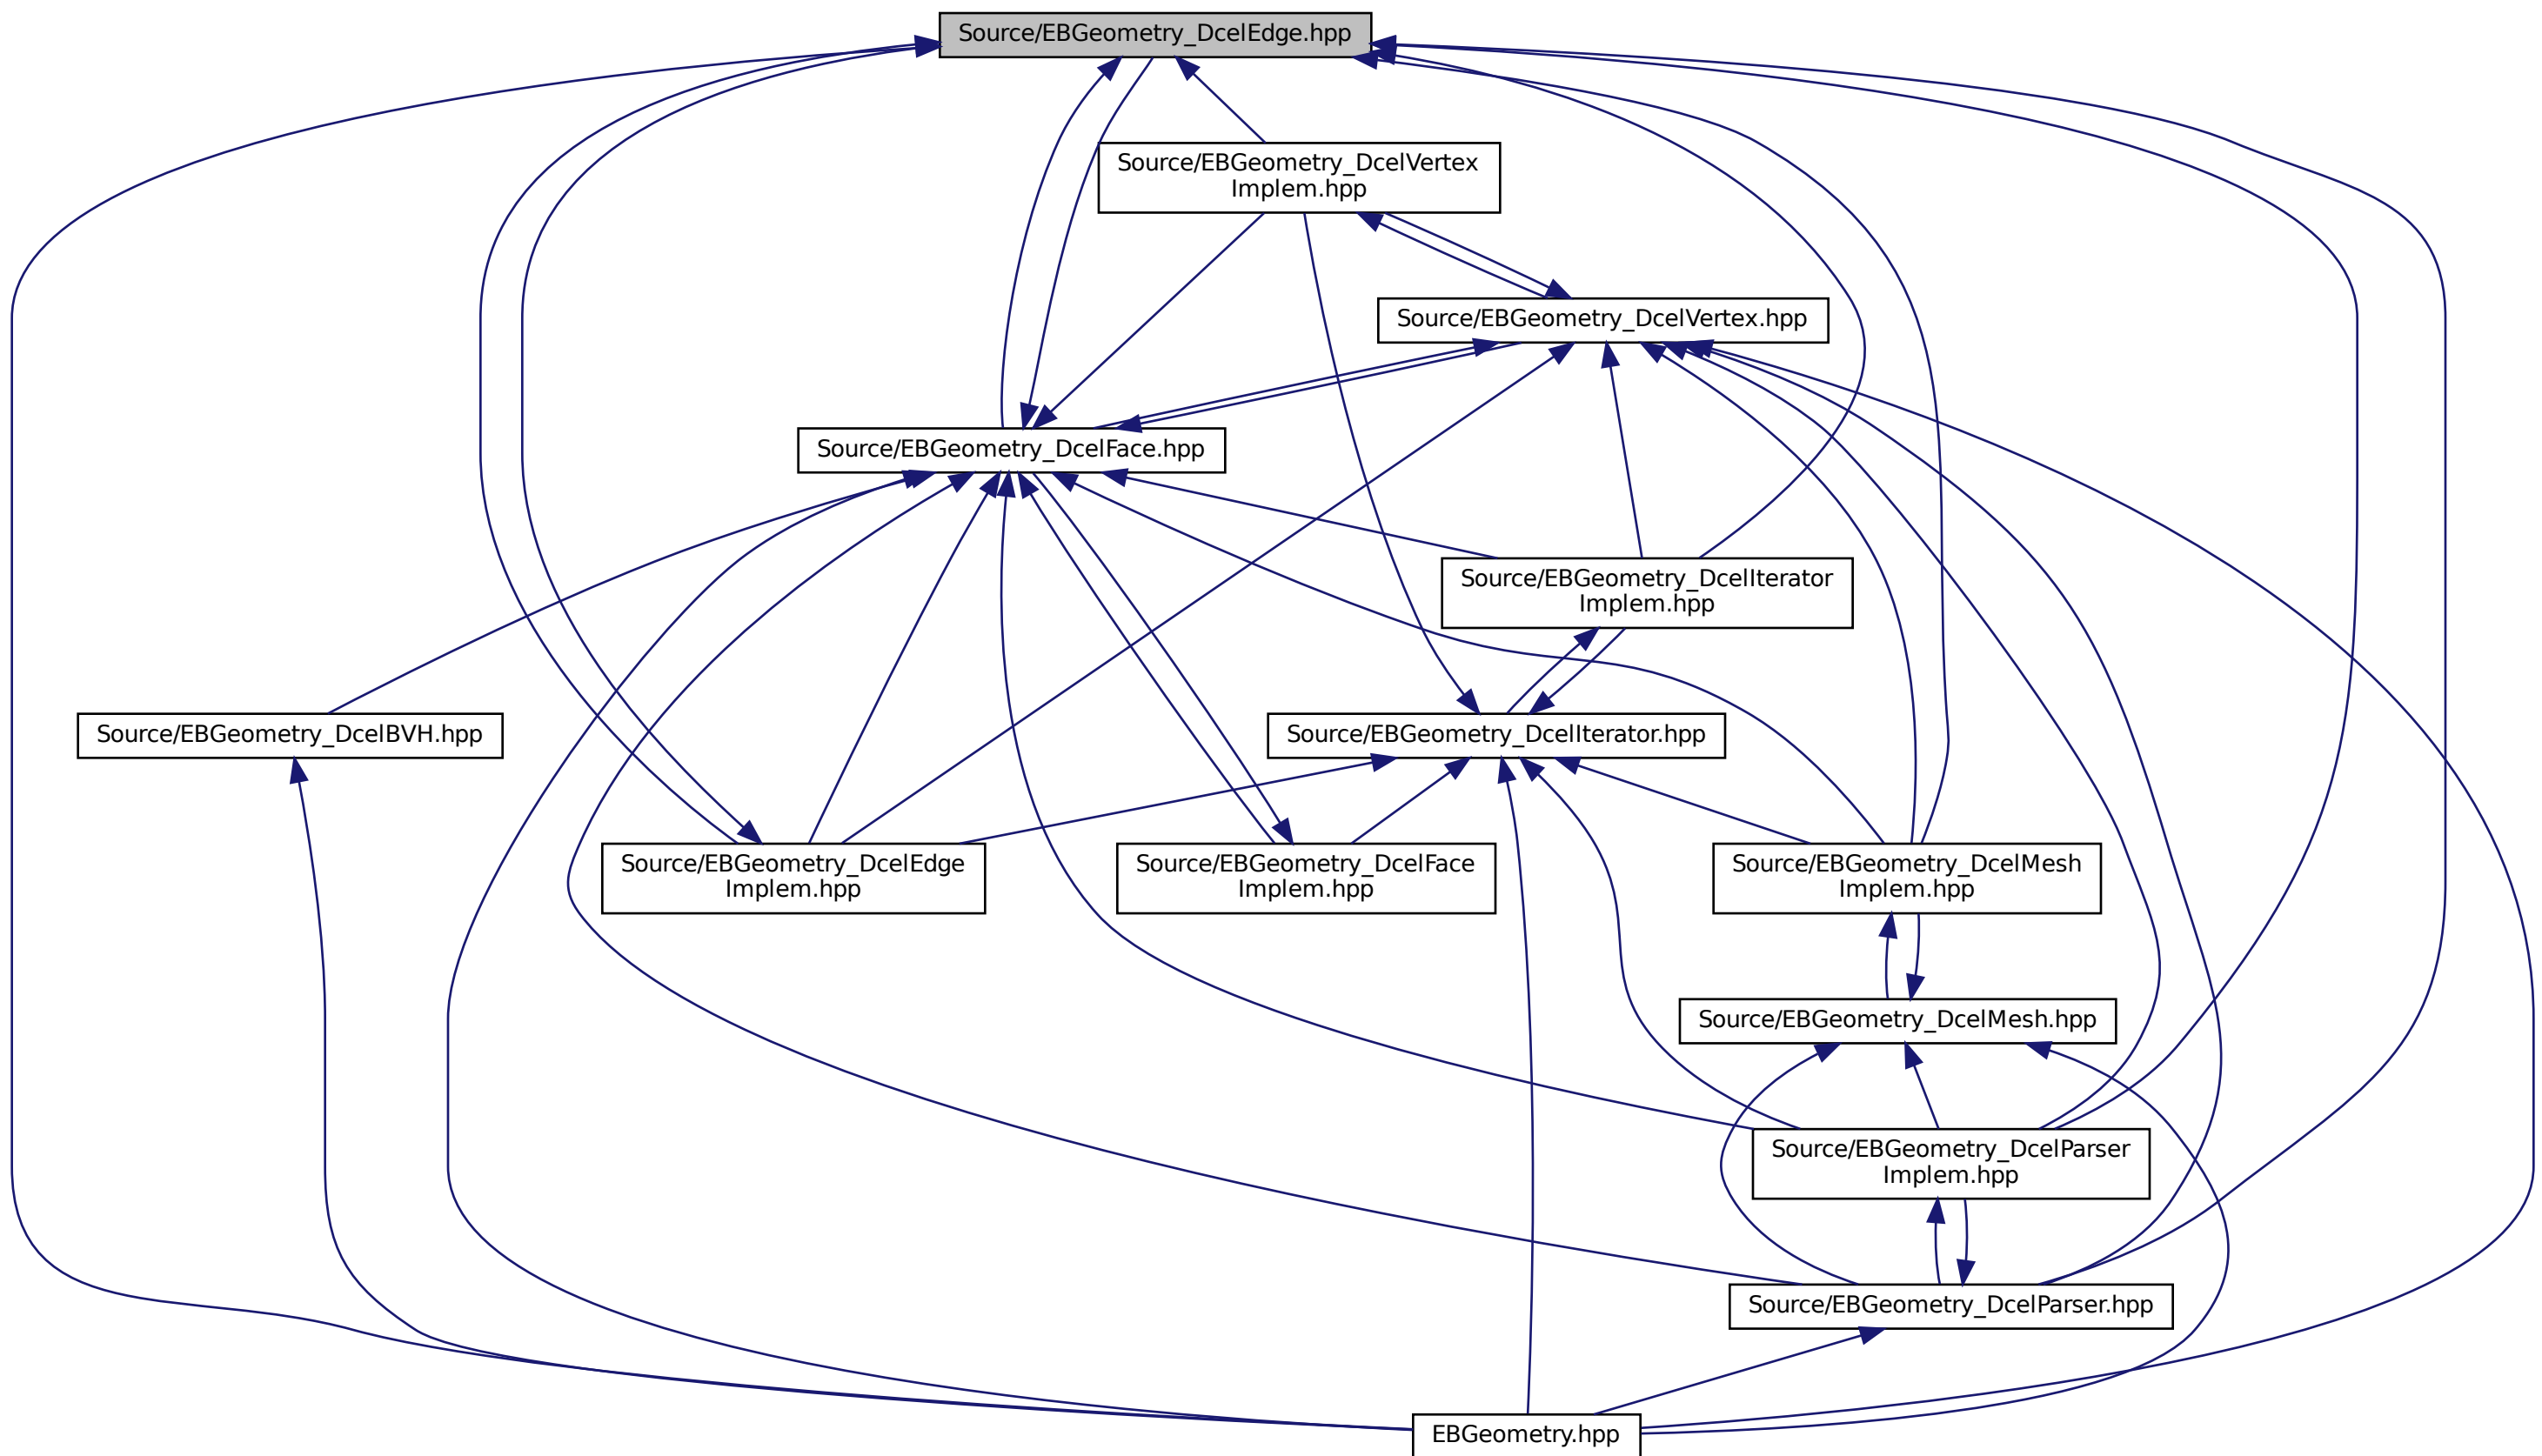 Source/EBGeometry_DcelEdge.hpp
Source/EBGeometry_DcelVertex
Implem.hpp
Source/EBGeometry_DcelVertex.hpp
Source/EBGeometry_DcelFace.hpp
Source/EBGeometry_DcelIterator
Implem.hpp
Source/EBGeometry_DcelBVH.hpp
Source/EBGeometry_DcelIterator.hpp
Source/EBGeometry_DcelEdge
Implem.hpp
Source/EBGeometry_DcelFace
Implem.hpp
Source/EBGeometry_DcelMesh
Implem.hpp
Source/EBGeometry_DcelMesh.hpp
Source/EBGeometry_DcelParser
Implem.hpp
Source/EBGeometry_DcelParser.hpp
EBGeometry.hpp